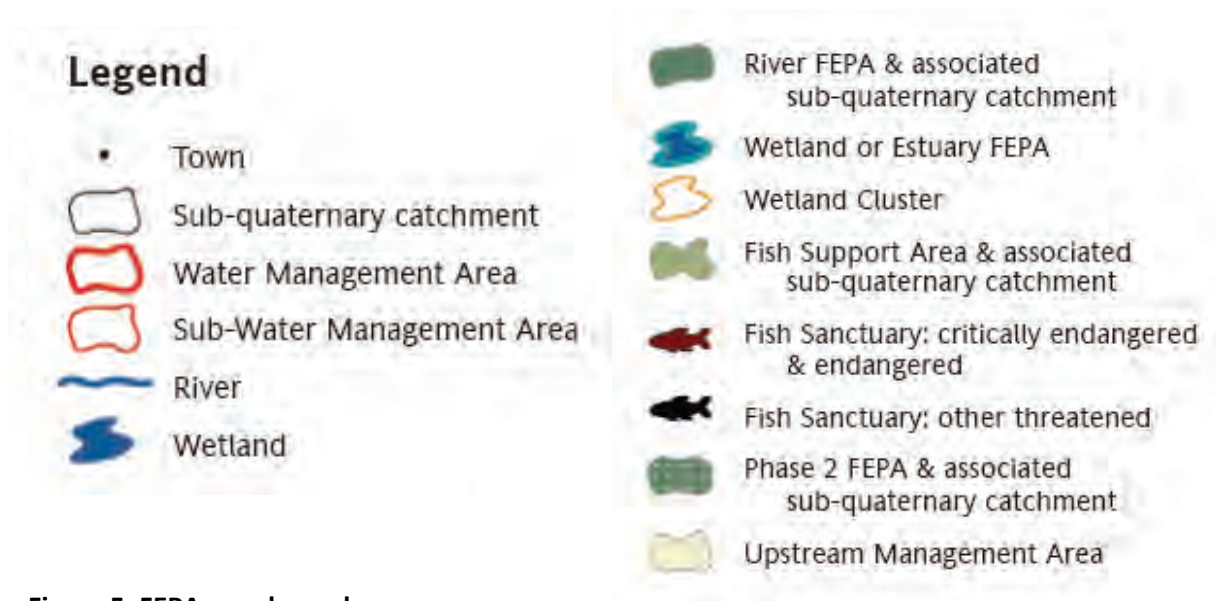 Legend
Town
Sub-quaternary catchment
Water Management Area
Sub-Water Management Area
River
Wetland
River FEPA & associated
sub-quaternary catchment
Wetland or Estuary FEPA
Wetland Cluster
Fish Support Area & associated
sub-quaternary catchment
Fish Sanctuary: critically endangered
& endangered
Fish Sanctuary: other threatened
Phase 2 FEPA & associated
sub-quaternary catchment
Upstream Management Area